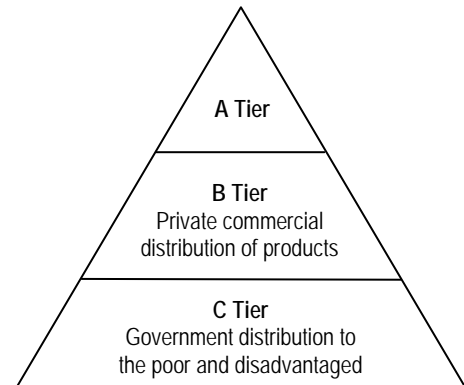 A Tier
B Tier
Private commercial
distribution of products
C Tier
Government distribution to
the poor and disadvantaged